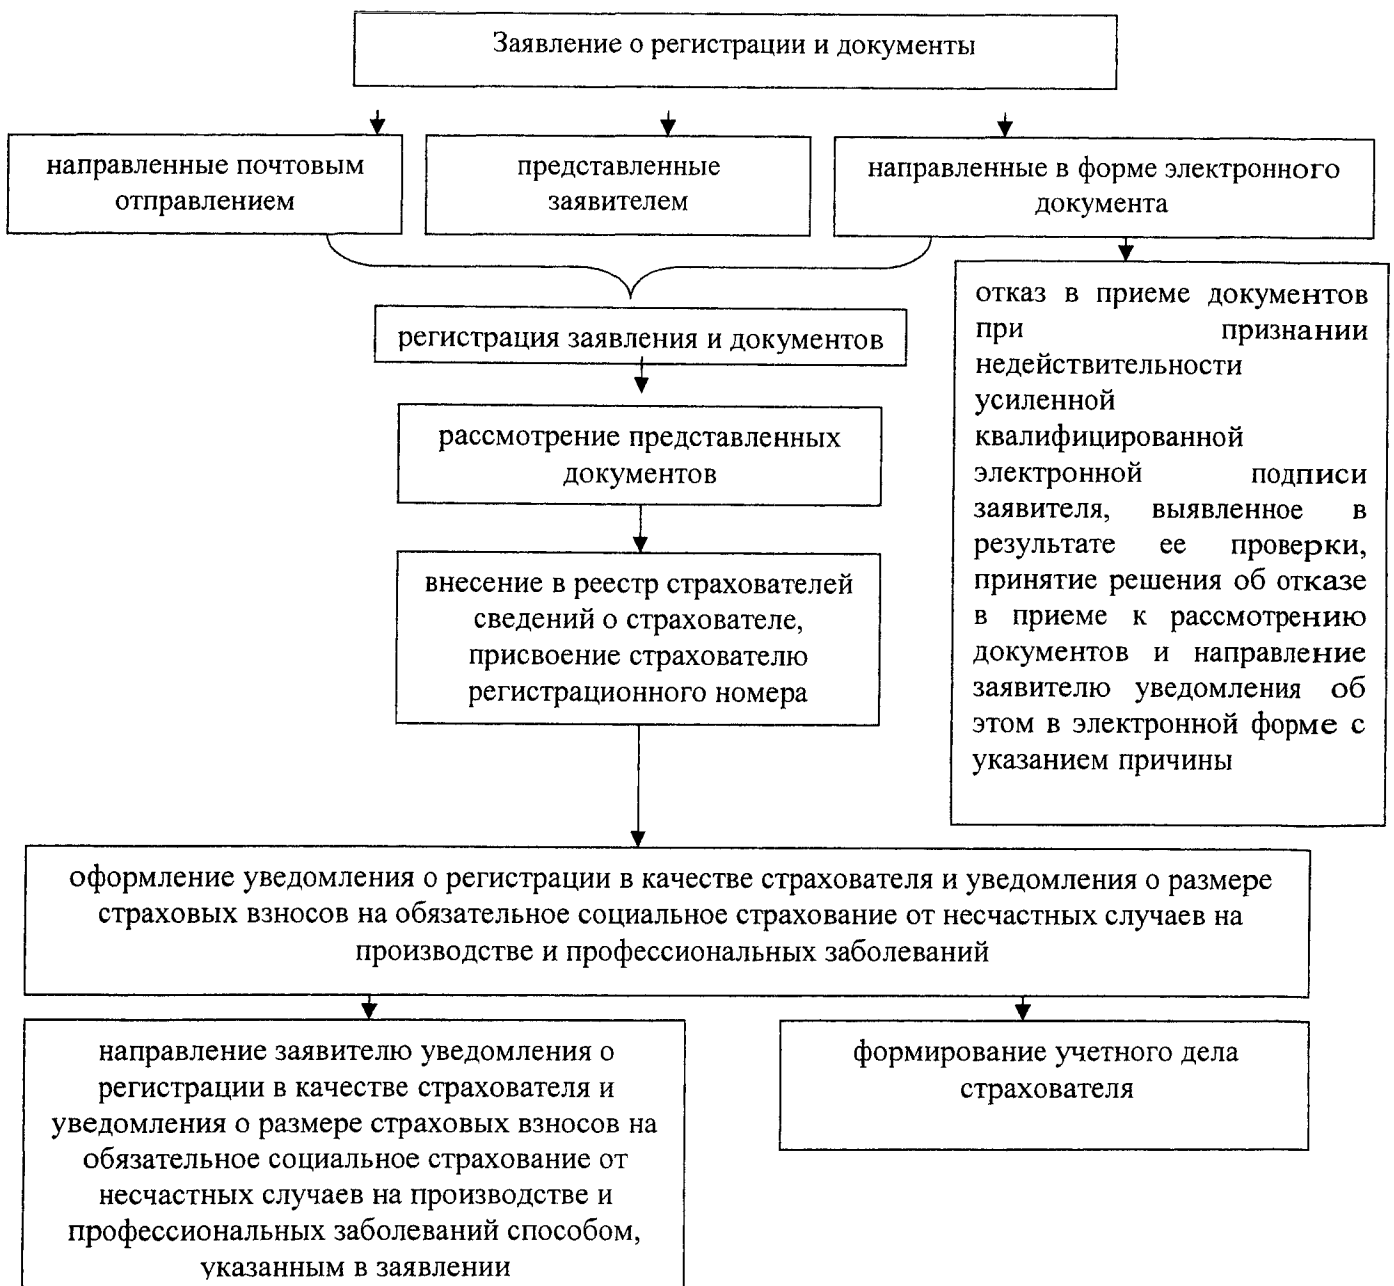 Заявление о регистрации и документы
направленные почтовым
отправлением
представленные
заявителем
направленные в форме электронного
документа
регистрация заявления и документов
рассмотрение представленных
документов
внесение в реестр страхователей
сведений о страхователе,
присвоение страхователю
регистрационного номера
отказ в приеме документов
при признании
недействительности
усиленной
квалифицированной
электронной подписи
заявителя, выявленное в
результате ее проверки,
принятие решения об отказе
в приеме к рассмотрению
документов и направление
заявителю уведомления об
этом в электронной форме с
указанием причины
оформление уведомления о регистрации в качестве страхователя и уведомления о размере
страховых взносов на обязательное социальное страхование от несчастных случаев на
производстве и профессиональных заболеваний
направление заявителю уведомления о
регистрации в качестве страхователя и
уведомления о размере страховых взносов на
обязательное социальное страхование от
несчастных случаев на производстве и
профессиональных заболеваний способом,
указанным в заявлении
формирование учетного дела
страхователя